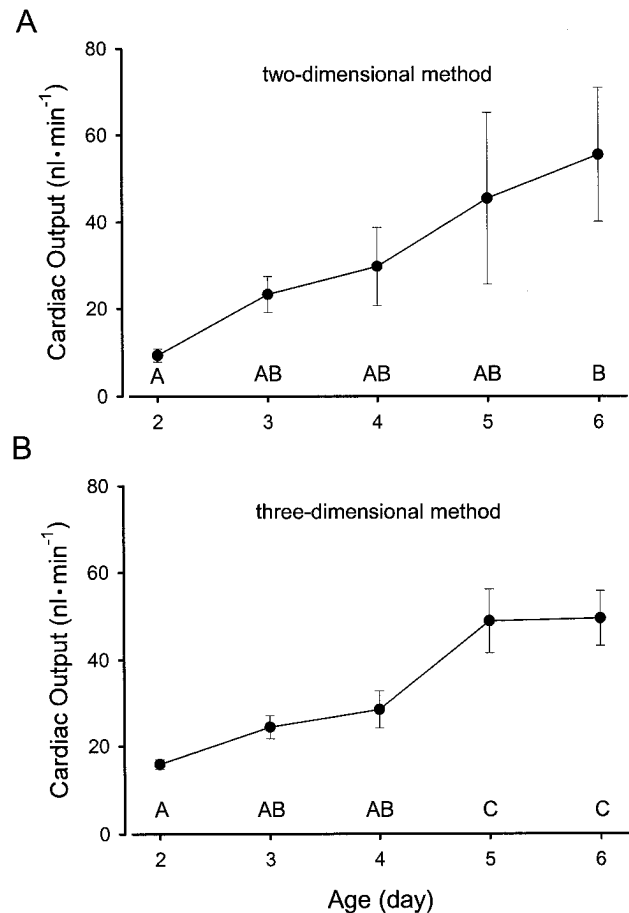 A
two-dimensional method
Cardiac Output (nl·min⁻¹)
80
60
40
20
0
A AB AB AB B
2 3 4 5 6
B
three-dimensional method
Cardiac Output (nl·min⁻¹)
80
60
40
20
0
A AB AB C C
2 3 4 5 6
Age (day)